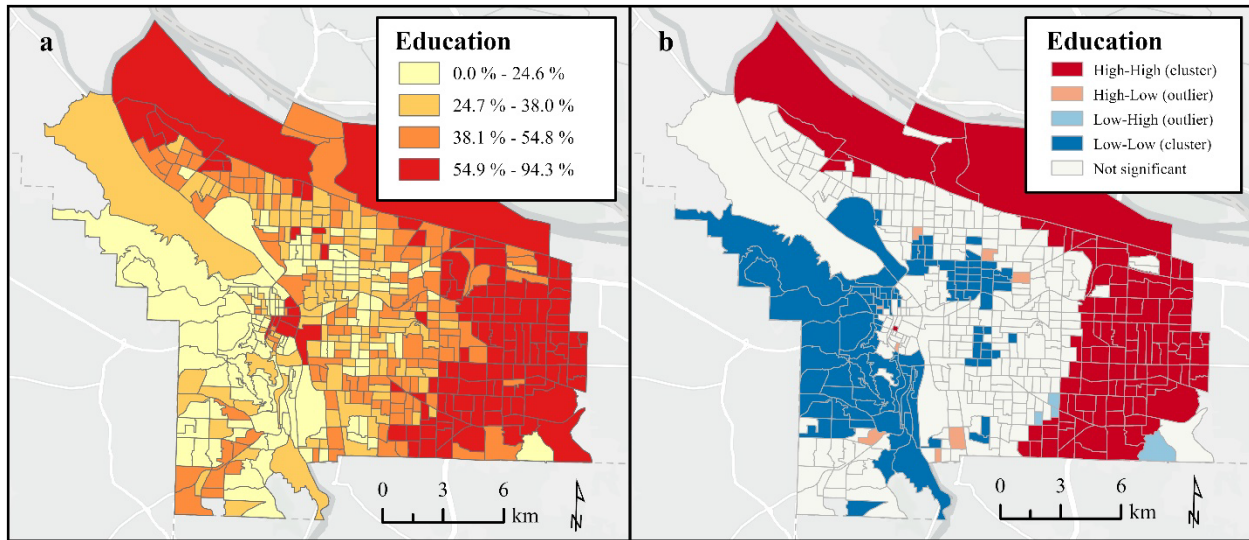 a
Education
0.0 % - 24.6 %
24.7 % - 38.0 %
38.1 % - 54.8 %
54.9 % - 94.3 %
0 3 6
km
N
b
Education
High-High (cluster)
High-Low (outlier)
Low-High (outlier)
Low-Low (cluster)
Not significant
0 3 6
km
N